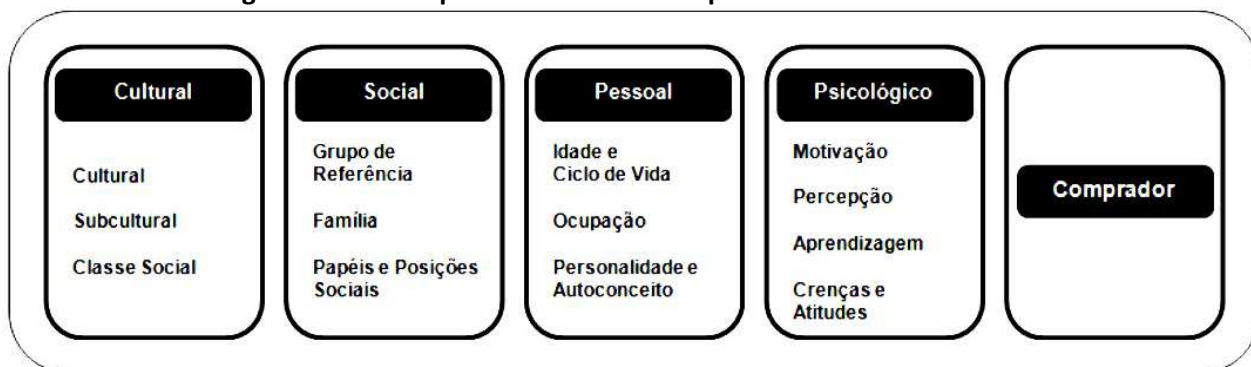 Cultural
Cultural
Subcultural
Classe Social
Social
Grupo de
Referência
Família
Papéis e Posições
Sociais
Pessoal
Idade e
Ciclo de Vida
Ocupação
Personalidade e
Autoconceito
Psicológico
Motivação
Percepção
Aprendizagem
Crenças e
Atitudes
Comprador